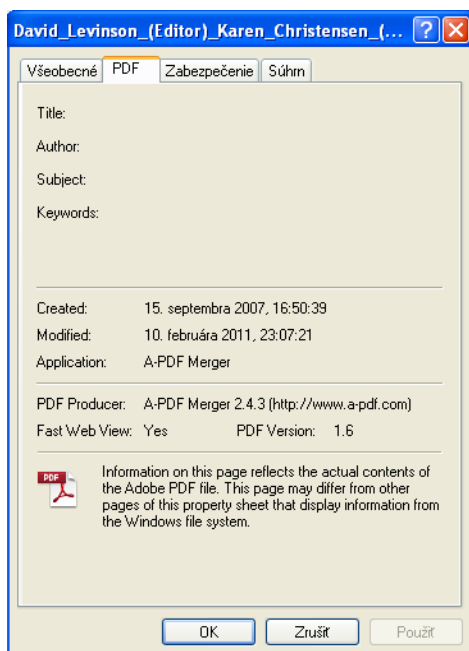 David_Levinson_(Editor)_Karen_Christensen_(...
Všeobecné PDF Zabezpečenie Súhrn
Title:
Author:
Subject:
Keywords:
Created: 15. septembra 2007, 16:50:39
Modified: 10. februára 2011, 23:07:21
Application: A-PDF Merger
PDF Producer: A-PDF Merger 2.4.3 (http://www.a-pdf.com)
Fast Web View: Yes PDF Version: 1.6
PDF
Information on this page reflects the actual contents of
the Adobe PDF file. This page may differ from other
pages of this property sheet that display information from
the Windows file system.
OK Zrušiť Použiť